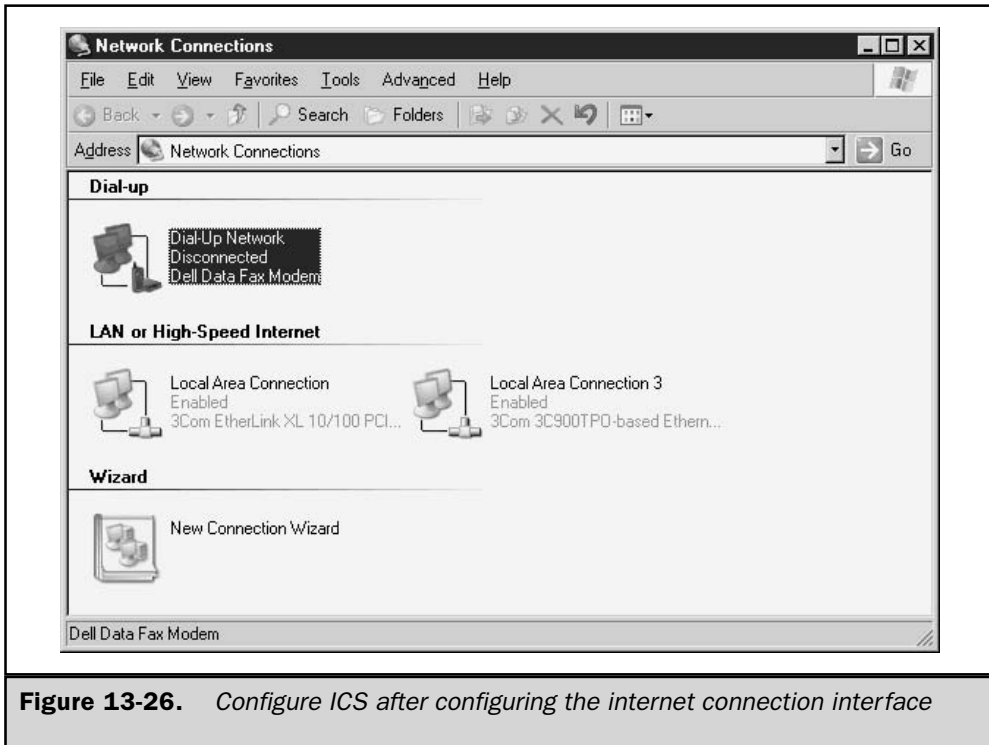 Network Connections
File Edit View Favorites Tools Advanced Help
Back Search Folders
Address Network Connections Go
Dial-up
Dial-Up Network
Disconnected
Dell Data Fax Modem
LAN or High-Speed Internet
Local Area Connection
Enabled
3Com EtherLink XL 10/100 PCI...
Local Area Connection 3
Enabled
3Com 3C900TPO-based Ethern...
Wizard
New Connection Wizard
Dell Data Fax Modem
Figure 13-26. Configure ICS after configuring the internet connection interface